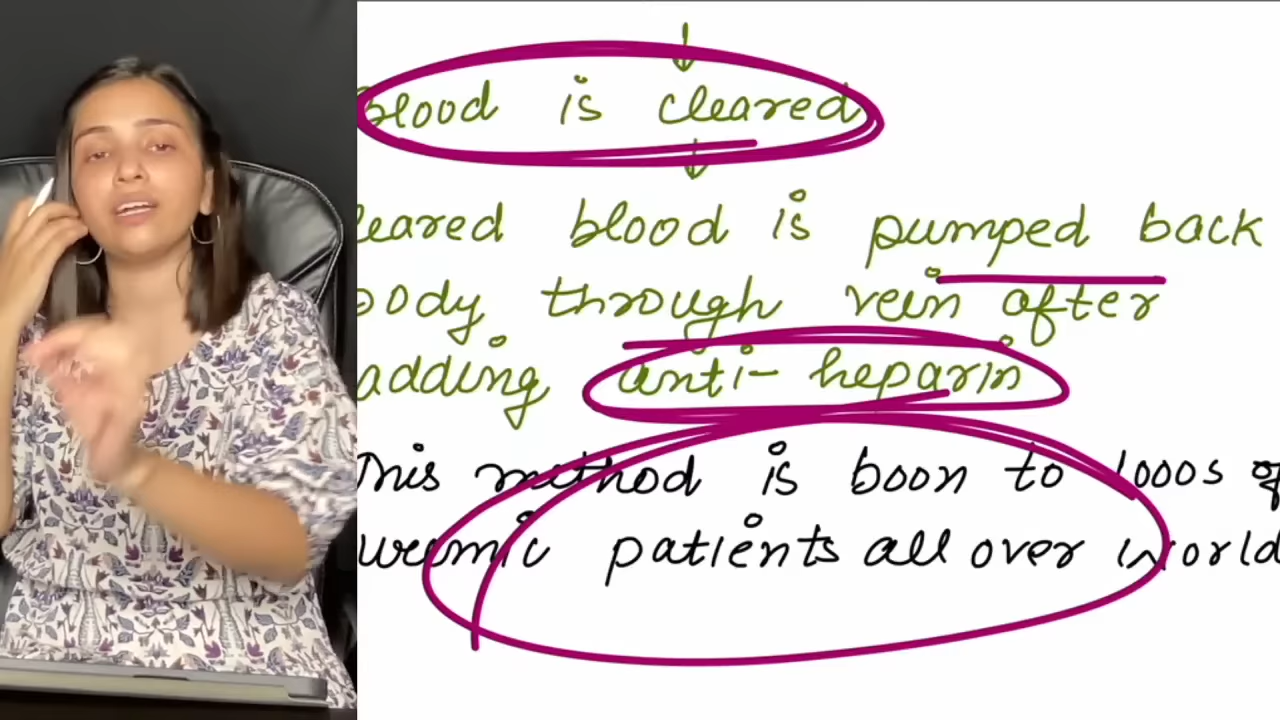 blood is cleared
leared blood is pumped back
body through vein after
adding anti-heparin
This method is boon to 1000s of
uremic patients all over world